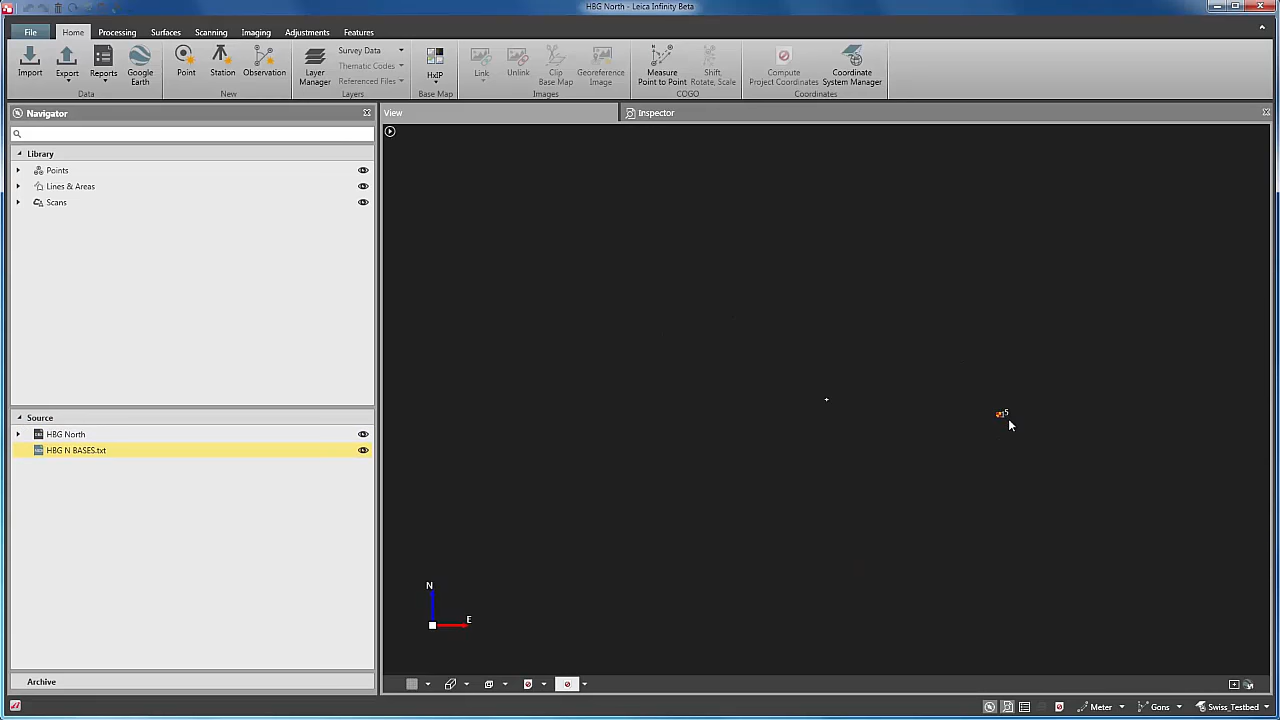 HBG North - Leica Infinity Beta
File Home Processing Surfaces Scanning Imaging Adjustments Features
Import Export Reports Google Earth
Data
Point Station Observation
New
Layer Manager
Survey Data
Thematic Codes
Referenced Files
Layers
HxIP
Base Map
Link Unlink Clip Base Map Georeference Image
Images
Measure Point to Point Shift, Rotate, Scale
COGO
Compute Project Coordinates Coordinate System Manager
Coordinates
Navigator
Library
Points
Lines & Areas
Scans
Source
HBG North
HBG N BASES.txt
Archive
View Inspector
5
N
E
Meter Gons Swiss_Testbed